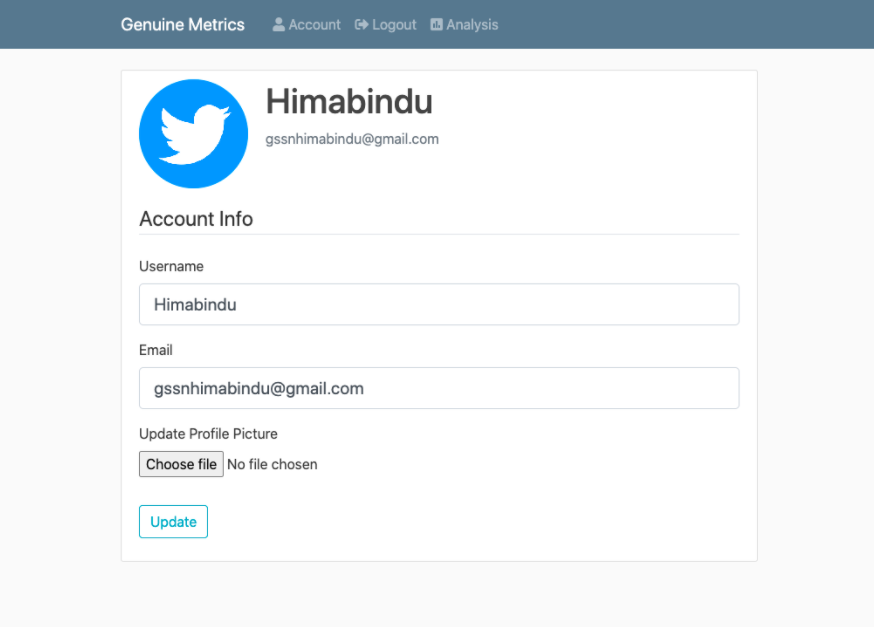 Genuine Metrics Account Logout Analysis
Himabindu
gssnhimabindu@gmail.com
Account Info
Username
Himabindu
Email
gssnhimabindu@gmail.com
Update Profile Picture
Choose file No file chosen
Update